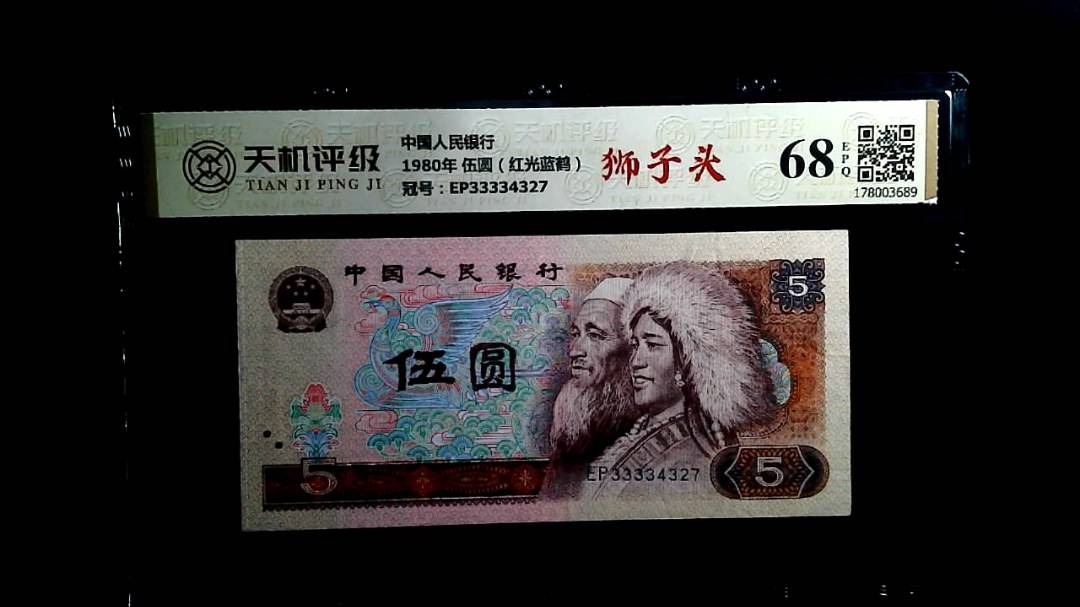 天机评级
TIAN JI PING JI
中国人民银行
1980年 伍圆（红光蓝鹤）
冠号：EP33334327
狮子头
68
EPQ
178003689
中国人民银行
5
伍圆
5
EP33334327
5